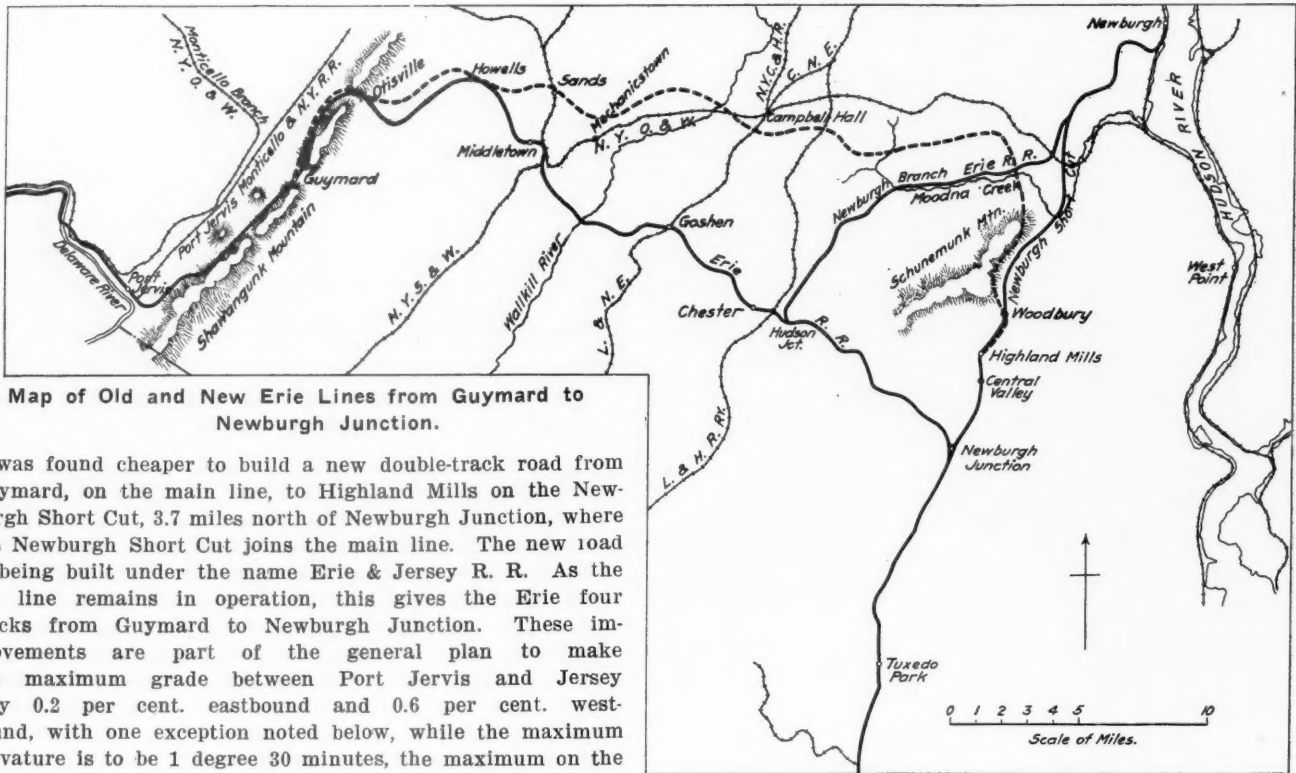 Monticello Branch
N. Y. O. & W.
Port Jervis Monticello & N.Y. R.R.
Otisville
Howells
Sands
Mechanicstown
N. Y. O. & W.
N.Y.C. & H.R.
C. N. E.
Campbell Hall
Newburgh
HUDSON RIVER
Middletown
Guymard
Shawangunk Mountain
Port Jervis
Delaware River
N.Y. S. & W.
Wallkill River
L. & N. E.
Goshen
Erie R. R.
Chester
Hudson Jct.
Newburgh Branch Erie R. R.
Moodna Creek
Schunemunk Mtn.
Newburgh Short Cut
West Point
Woodbury
Highland Mills
Central Valley
L. & H. R. RY.
Newburgh Junction
Tuxedo Park
0 1 2 3 4 5 10
Scale of Miles.
Map of Old and New Erie Lines from Guymard to
Newburgh Junction.
was found cheaper to build a new double-track road from
ymard, on the main line, to Highland Mills on the New-
rgh Short Cut, 3.7 miles north of Newburgh Junction, where
Newburgh Short Cut joins the main line. The new road
being built under the name Erie & Jersey R. R. As the
line remains in operation, this gives the Erie four
cks from Guymard to Newburgh Junction. These im-
ovements are part of the general plan to make
maximum grade between Port Jervis and Jersey
y 0.2 per cent. eastbound and 0.6 per cent. west-
und, with one exception noted below, while the maximum
vature is to be 1 degree 30 minutes, the maximum on the